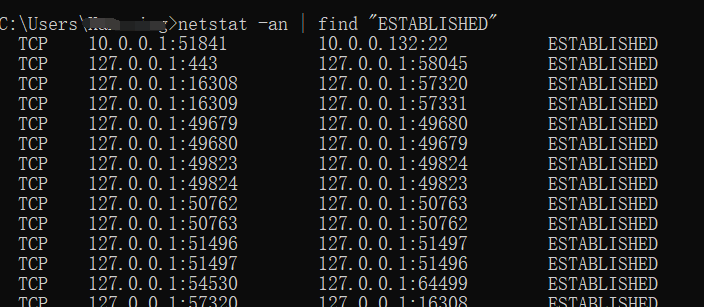 C:\Users\ >netstat -an | find "ESTABLISHED"
TCP 10.0.0.1:51841 10.0.0.132:22 ESTABLISHED
TCP 127.0.0.1:443 127.0.0.1:58045 ESTABLISHED
TCP 127.0.0.1:16308 127.0.0.1:57320 ESTABLISHED
TCP 127.0.0.1:16309 127.0.0.1:57331 ESTABLISHED
TCP 127.0.0.1:49679 127.0.0.1:49680 ESTABLISHED
TCP 127.0.0.1:49680 127.0.0.1:49679 ESTABLISHED
TCP 127.0.0.1:49823 127.0.0.1:49824 ESTABLISHED
TCP 127.0.0.1:49824 127.0.0.1:49823 ESTABLISHED
TCP 127.0.0.1:50762 127.0.0.1:50763 ESTABLISHED
TCP 127.0.0.1:50763 127.0.0.1:50762 ESTABLISHED
TCP 127.0.0.1:51496 127.0.0.1:51497 ESTABLISHED
TCP 127.0.0.1:51497 127.0.0.1:51496 ESTABLISHED
TCP 127.0.0.1:54530 127.0.0.1:64499 ESTABLISHED
TCP 127.0.0.1:57320 127.0.0.1:16308 ESTABLISHED